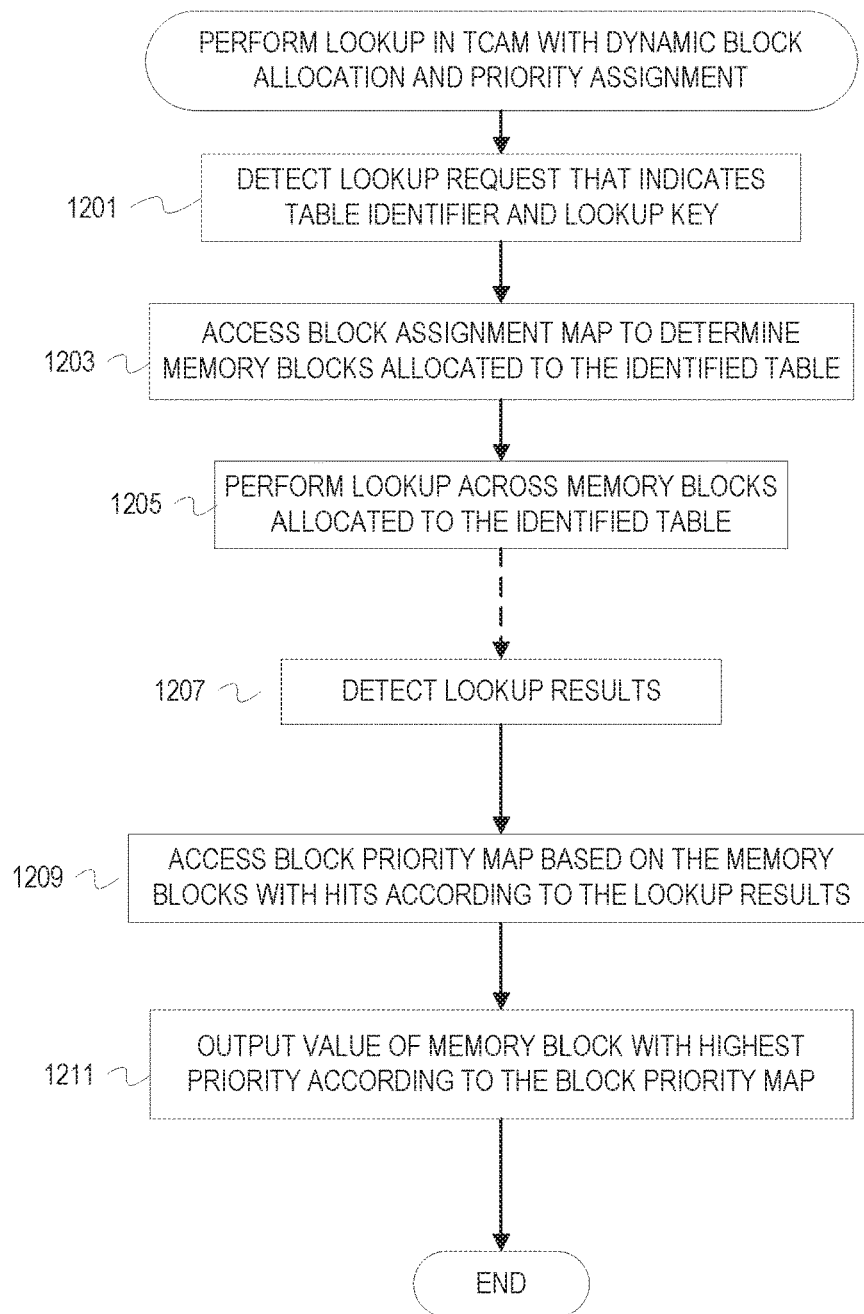 PERFORM LOOKUP IN TCAM WITH DYNAMIC BLOCK
ALLOCATION AND PRIORITY ASSIGNMENT
1201
DETECT LOOKUP REQUEST THAT INDICATES
TABLE IDENTIFIER AND LOOKUP KEY
1203
ACCESS BLOCK ASSIGNMENT MAP TO DETERMINE
MEMORY BLOCKS ALLOCATED TO THE IDENTIFIED TABLE
1205
PERFORM LOOKUP ACROSS MEMORY BLOCKS
ALLOCATED TO THE IDENTIFIED TABLE
1207
DETECT LOOKUP RESULTS
1209
ACCESS BLOCK PRIORITY MAP BASED ON THE MEMORY
BLOCKS WITH HITS ACCORDING TO THE LOOKUP RESULTS
1211
OUTPUT VALUE OF MEMORY BLOCK WITH HIGHEST
PRIORITY ACCORDING TO THE BLOCK PRIORITY MAP
END